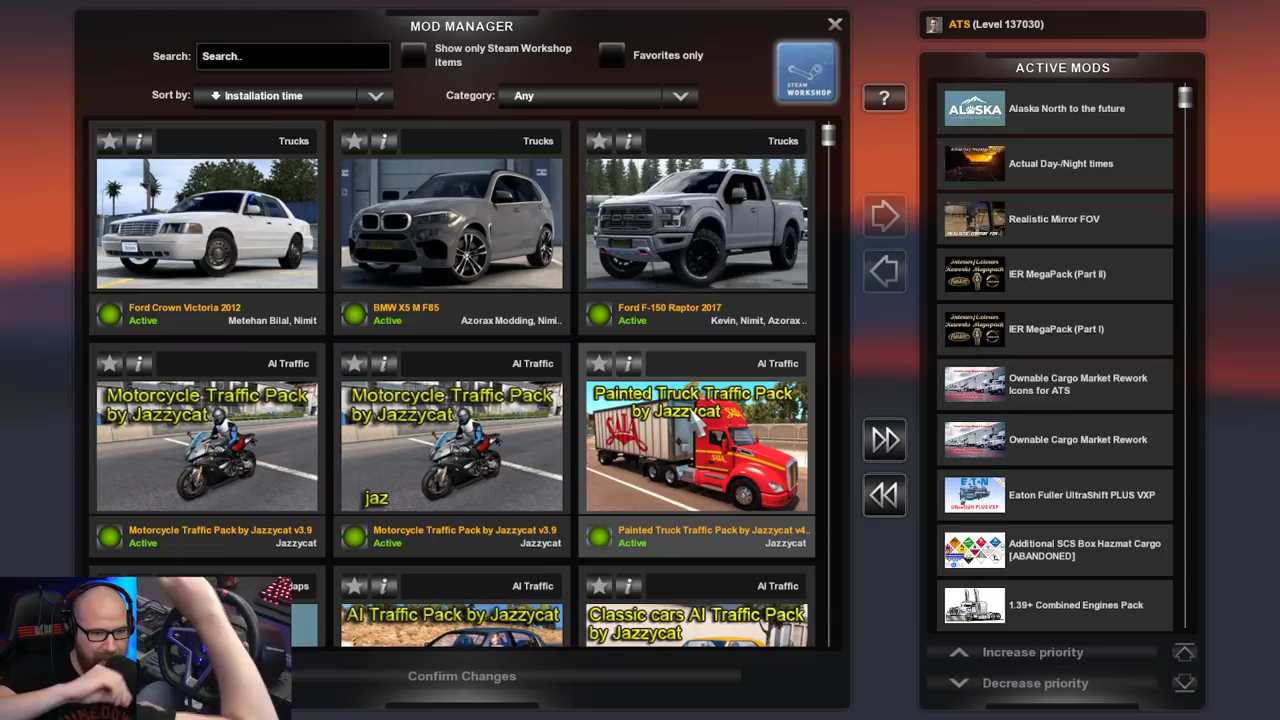 MOD MANAGER
Search:
Search..
Show only Steam Workshop
items
Favorites only
STEAM
WORKSHOP
Sort by:
Installation time
Category:
Any
Trucks
Trucks
Trucks
Ford Crown Victoria 2012
Active
Metehan Bilal, Nimit
BMW X5 M F85
Active
Azorax Modding, Nimi..
Ford F-150 Raptor 2017
Active
Kevin, Nimit, Azorax ..
AI Traffic
AI Traffic
AI Traffic
Motorcycle Traffic Pack
by Jazzycat
Motorcycle Traffic Pack
by Jazzycat
jaz
Painted Truck Traffic Pack
by Jazzycat
SAIA
Motorcycle Traffic Pack by Jazzycat v3.9
Active
Jazzycat
Motorcycle Traffic Pack by Jazzycat v3.9
Active
Jazzycat
Painted Truck Traffic Pack by Jazzycat v4..
Active
Jazzycat
aps
AI Traffic
AI Traffic
AI Traffic Pack by Jazzycat
Classic cars AI Traffic Pack
by Jazzycat
Confirm Changes
?
ATS (Level 137030)
ACTIVE MODS
ALASKA
Alaska North to the future
Actual Day-/Night times
Realistic Mirror FOV
IER MegaPack (Part II)
IER MegaPack (Part I)
Ownable Cargo Market Rework
Icons for ATS
Ownable Cargo Market Rework
Eaton Fuller UltraShift PLUS VXP
Additional SCS Box Hazmat Cargo
[ABANDONED]
1.39+ Combined Engines Pack
Increase priority
Decrease priority